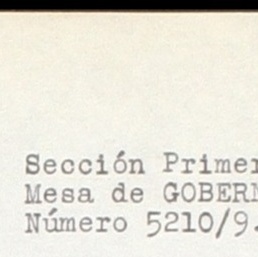 Sección Primer
Mesa de GOBERN
Número 5210/9.